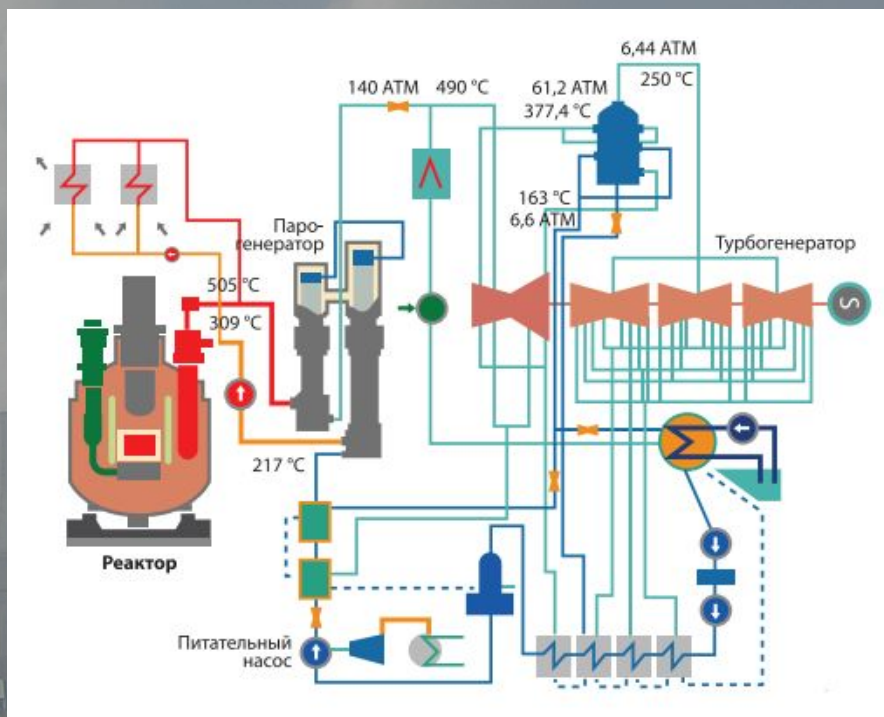 6,44 АТМ
140 АТМ
490 °C
61,2 АТМ
250 °C
377,4 °C
163 °C
6,6 АТМ
Паро-
генератор
Турбогенератор
505 °C
309 °C
217 °C
Реактор
Питательный
насос